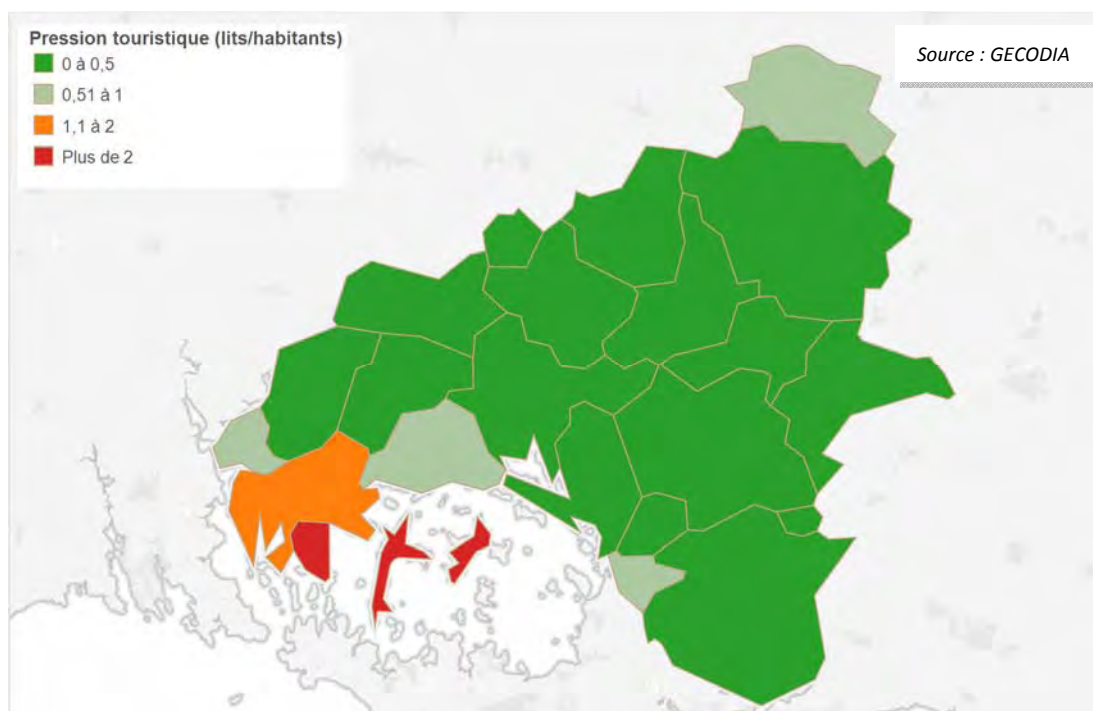 Pression touristique (lits/habitants)
0 à 0,5
0,51 à 1
1,1 à 2
Plus de 2
Source : GECODIA